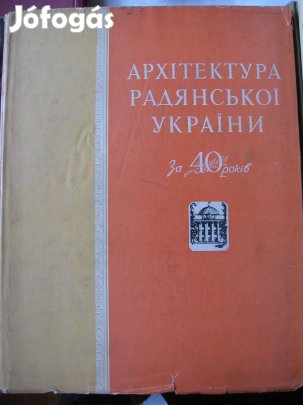 Jófogás
АРХІТЕКТУРА
РАДЯНСЬКОЇ
УКРАЇНИ
за 40 років